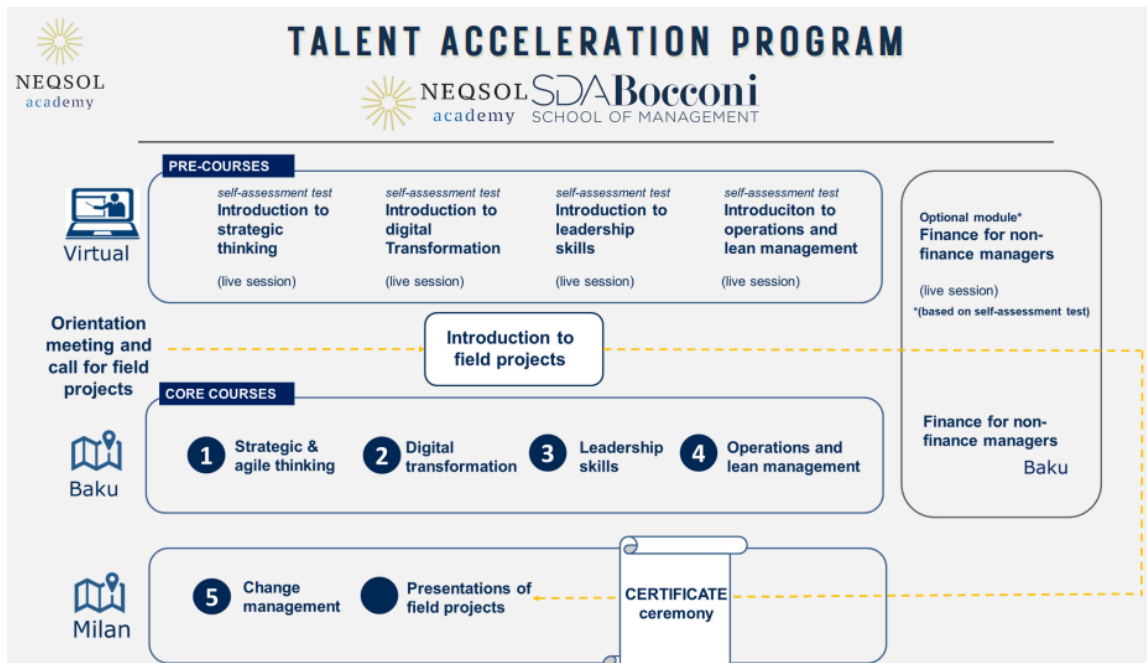 NEQSOL
academy
TALENT ACCELERATION PROGRAM
NEQSOL
academy
SDA Bocconi
SCHOOL OF MANAGEMENT
PRE-COURSES
Virtual
self-assessment test
Introduction to
strategic
thinking
(live session)
self-assessment test
Introduction to
digital
Transformation
(live session)
self-assessment test
Introduction to
leadership
skills
(live session)
self-assessment test
Introduciton to
operations and
lean management
(live session)
Optional module*
Finance for non-
finance managers
(live session)
*(based on self-assessment test)
Orientation
meeting and
call for field
projects
Introduction to
field projects
CORE COURSES
Baku
1
Strategic &
agile thinking
2
Digital
transformation
3
Leadership
skills
4
Operations and
lean management
Finance for non-
finance managers
Baku
Milan
5
Change
management
Presentations of
field projects
CERTIFICATE
ceremony